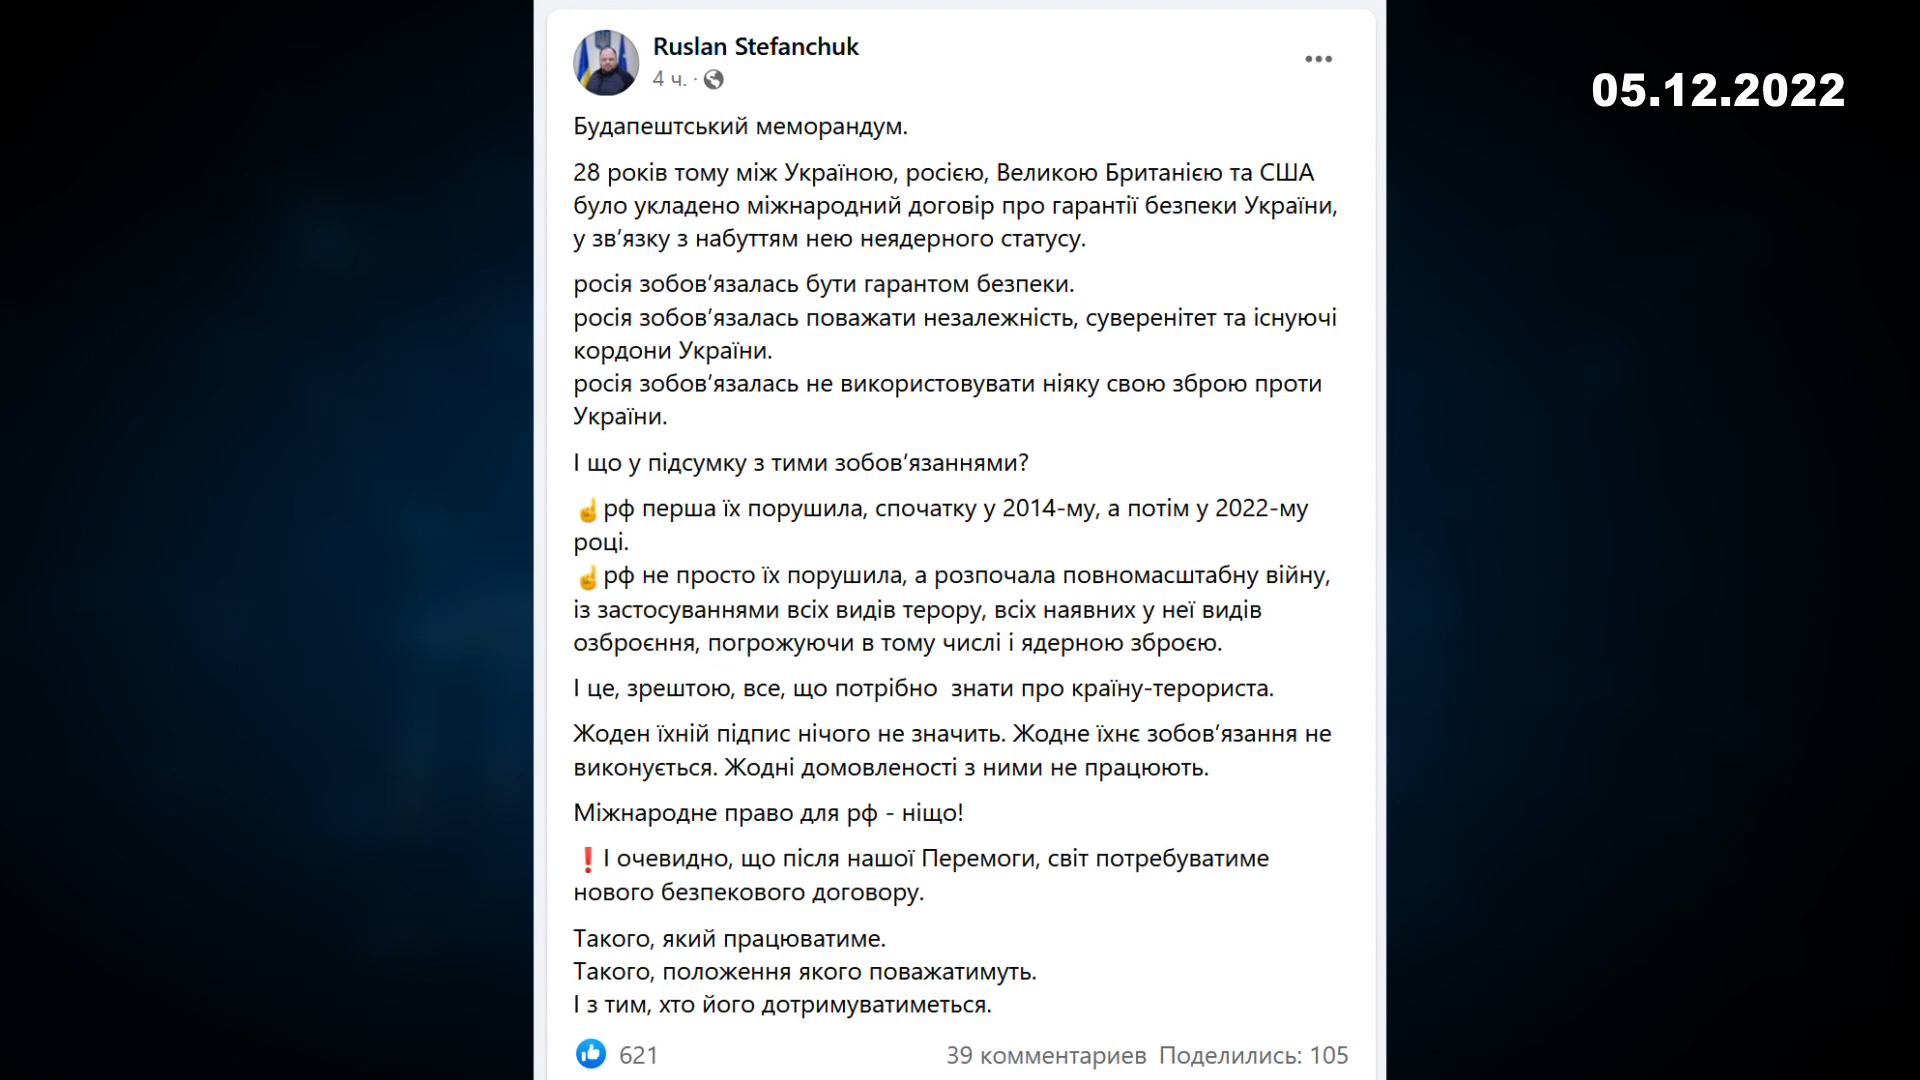 Ruslan Stefanchuk
4 ч. ·
05.12.2022
Будапештський меморандум.
28 років тому між Україною, росією, Великою Британією та США
було укладено міжнародний договір про гарантії безпеки України,
у зв’язку з набуттям нею неядерного статусу.
росія зобов’язалась бути гарантом безпеки.
росія зобов’язалась поважати незалежність, суверенітет та існуючі
кордони України.
росія зобов’язалась не використовувати ніяку свою зброю проти
України.
І що у підсумку з тими зобов’язаннями?
☝️рф перша їх порушила, спочатку у 2014-му, а потім у 2022-му
році.
☝️рф не просто їх порушила, а розпочала повномасштабну війну,
із застосуваннями всіх видів терору, всіх наявних у неї видів
озброєння, погрожуючи в тому числі і ядерною зброєю.
І це, зрештою, все, що потрібно  знати про країну-терориста.
Жоден їхній підпис нічого не значить. Жодне їхнє зобов’язання не
виконується. Жодні домовленості з ними не працюють.
Міжнародне право для рф - ніщо!
❗І очевидно, що після нашої Перемоги, світ потребуватиме
нового безпекового договору.
Такого, який працюватиме.
Такого, положення якого поважатимуть.
І з тим, хто його дотримуватиметься.
621
39 комментариев Поделились: 105